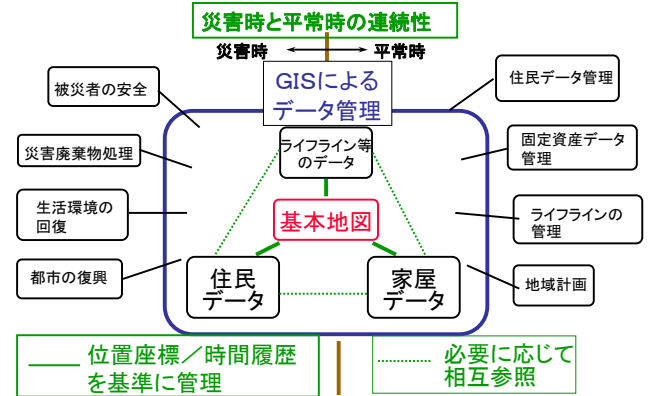 災害時と平常時の連続性
災害時
平常時
GISによる
データ管理
被災者の安全
災害廃棄物処理
生活環境の
回復
都市の復興
住民データ管理
固定資産データ
管理
ライフラインの
管理
地域計画
ライフライン等
のデータ
基本地図
住民
データ
家屋
データ
位置座標／時間履歴
を基準に管理
必要に応じて
相互参照